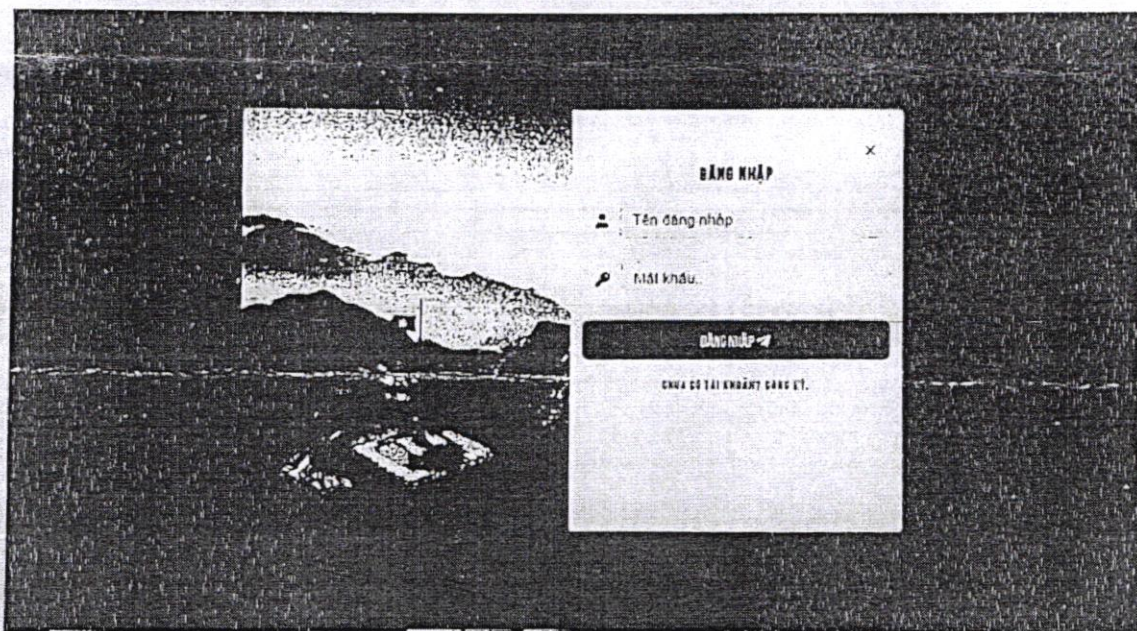 ĐĂNG NHẬP
Tên đăng nhập
Mật khẩu..
ĐĂNG NHẬP
CHƯA CÓ TÀI KHOẢN? ĐĂNG KÝ.